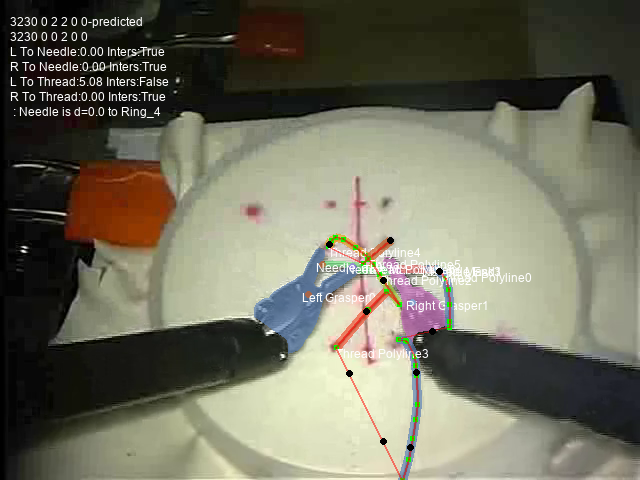 3230 0 2 2 0 0-predicted
3230 0 0 2 0 0
L To Needle:0.00 Inters:True
R To Needle:0.00 Inters:True
L To Thread:5.08 Inters:False
R To Thread:0.00 Inters:True
: Needle is d=0.0 to Ring_4
Thread Polyline4
Thread Polyline5
Needle
Thread Polyline2
Polyline0
Left Grasper
Right Grasper1
Thread Polyline3